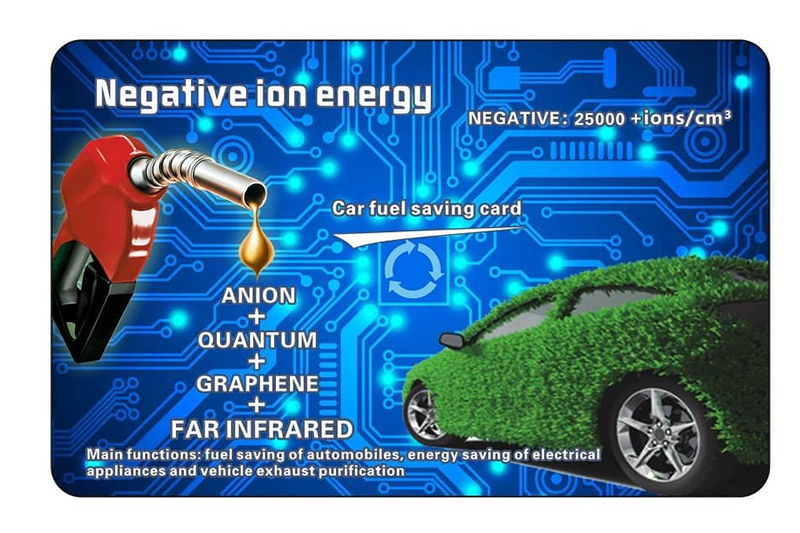 Negative ion energy
NEGATIVE: 25000 +ions/cm³
Car fuel saving card
ANION
+
QUANTUM
+
GRAPHENE
+
FAR INFRARED
Main functions: fuel saving of automobiles, energy saving of electrical
appliances and vehicle exhaust purification